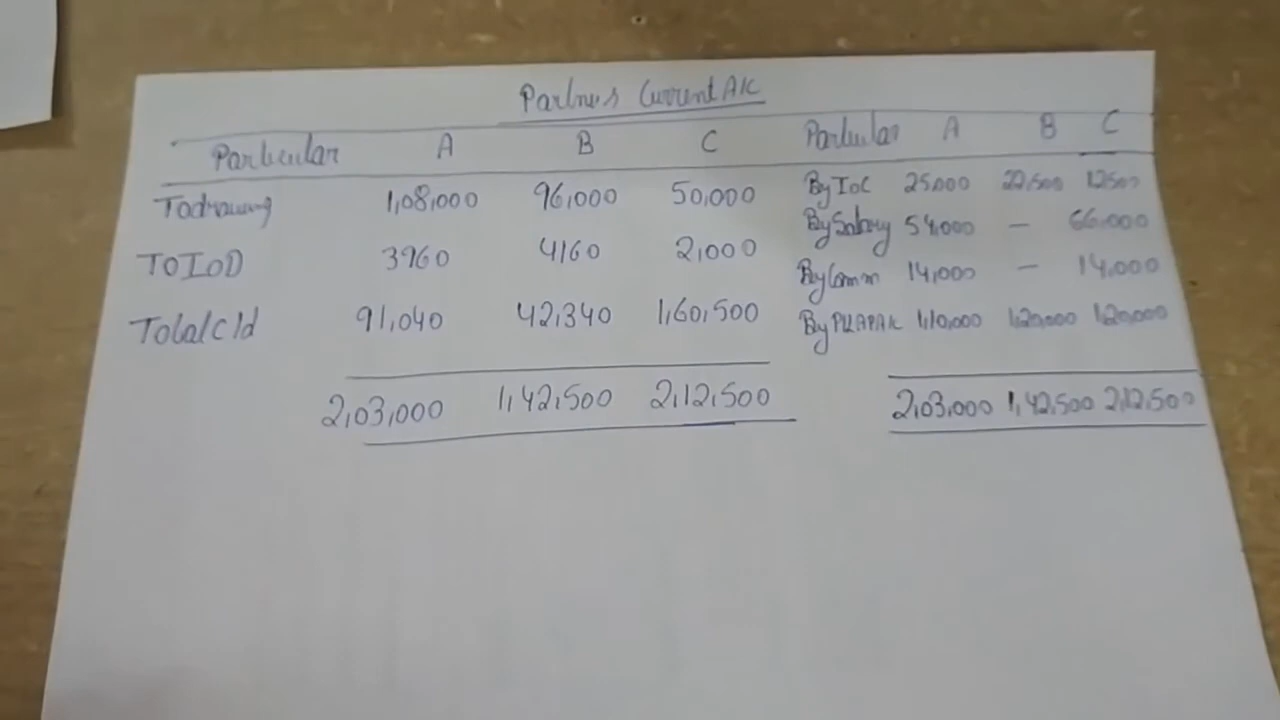 Partners Current A/C
Particular A B C Particular A B C
To drawing 1,08,000 96,000 50,000 By IoC 25,000 22,500 12,500
To IoD 3960 4160 2,000 By Salary 54,000 — 66,000
To balC/d 91,040 42,340 1,60,500 By Comm 14,000 — 14,000
By P/LAPA/c 1,10,000 1,20,000 1,20,000
2,03,000 1,42,500 2,12,500 2,03,000 1,42,500 2,12,500